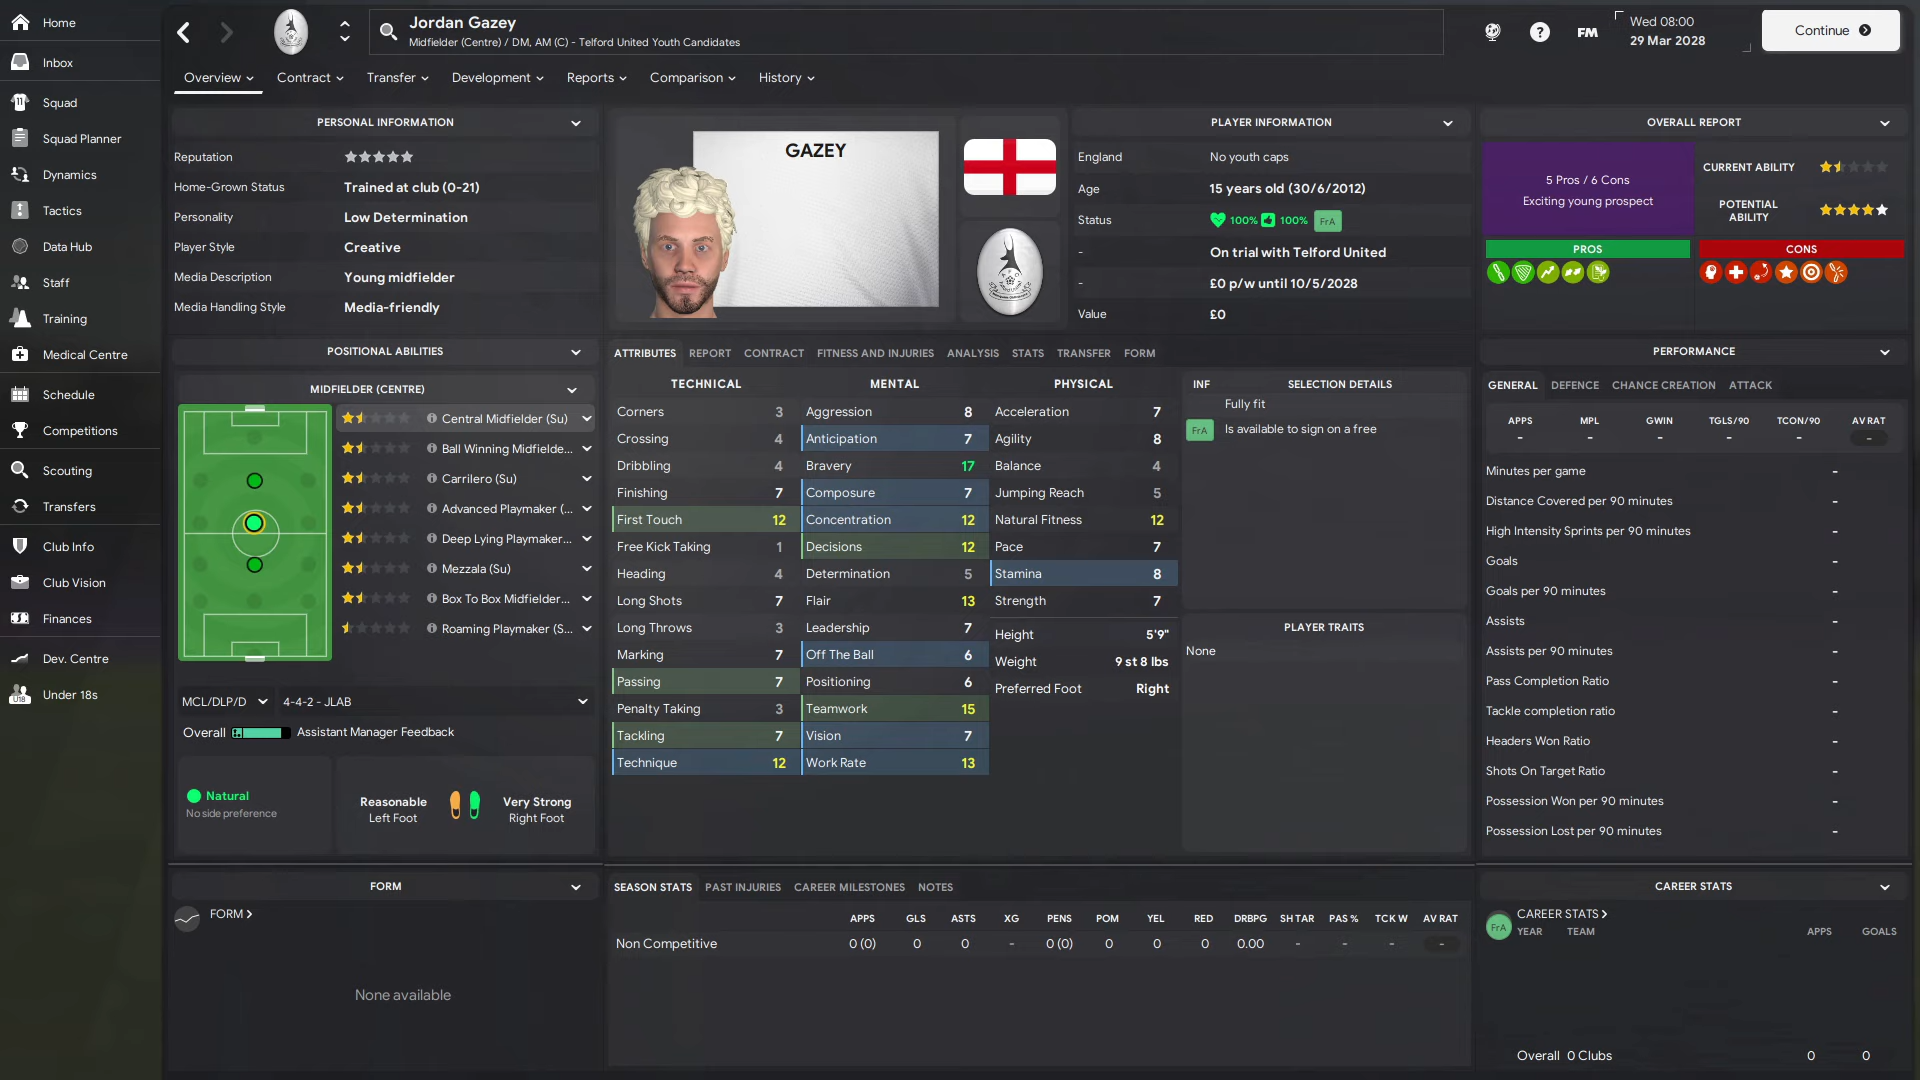 Home
Inbox
Squad
Squad Planner
Dynamics
Tactics
Data Hub
Staff
Training
Medical Centre
Schedule
Competitions
Scouting
Transfers
Club Info
Club Vision
Finances
Dev. Centre
Under 18s
Jordan Gazey
Midfielder (Centre) / DM, AM (C) - Telford United Youth Candidates
FM
Wed 08:00
29 Mar 2028
Continue
Overview Contract Transfer Development Reports Comparison History
PERSONAL INFORMATION
Reputation
Home-Grown Status Trained at club (0-21)
Personality Low Determination
Player Style Creative
Media Description Young midfielder
Media Handling Style Media-friendly
GAZEY
PLAYER INFORMATION
England No youth caps
Age 15 years old (30/6/2012)
Status 100% 100% FrA
- On trial with Telford United
- £0 p/w until 10/5/2028
Value £0
OVERALL REPORT
5 Pros / 6 Cons
Exciting young prospect
CURRENT ABILITY
POTENTIAL ABILITY
PROS CONS
POSITIONAL ABILITIES
MIDFIELDER (CENTRE)
Central Midfielder (Su)
Ball Winning Midfielde...
Carrilero (Su)
Advanced Playmaker (...
Deep Lying Playmaker...
Mezzala (Su)
Box To Box Midfielder...
Roaming Playmaker (S...
MCL/DLP/D 4-4-2 - JLAB
Overall Assistant Manager Feedback
Natural
No side preference
Reasonable
Left Foot
Very Strong
Right Foot
ATTRIBUTES REPORT CONTRACT FITNESS AND INJURIES ANALYSIS STATS TRANSFER FORM
TECHNICAL
Corners 3
Crossing 4
Dribbling 4
Finishing 7
First Touch 12
Free Kick Taking 1
Heading 4
Long Shots 7
Long Throws 3
Marking 7
Passing 7
Penalty Taking 3
Tackling 7
Technique 12
MENTAL
Aggression 8
Anticipation 7
Bravery 17
Composure 7
Concentration 12
Decisions 12
Determination 5
Flair 13
Leadership 7
Off The Ball 6
Positioning 6
Teamwork 15
Vision 7
Work Rate 13
PHYSICAL
Acceleration 7
Agility 8
Balance 4
Jumping Reach 5
Natural Fitness 12
Pace 7
Stamina 8
Strength 7
Height 5'9"
Weight 9 st 8 lbs
Preferred Foot Right
INF SELECTION DETAILS
Fully fit
FrA Is available to sign on a free
PLAYER TRAITS
None
PERFORMANCE
GENERAL DEFENCE CHANCE CREATION ATTACK
APPS MPL GWIN TGLS/90 TCON/90 AV RAT
- - - - - -
Minutes per game -
Distance Covered per 90 minutes -
High Intensity Sprints per 90 minutes -
Goals -
Goals per 90 minutes -
Assists -
Assists per 90 minutes -
Pass Completion Ratio -
Tackle completion ratio -
Headers Won Ratio -
Shots On Target Ratio -
Possession Won per 90 minutes -
Possession Lost per 90 minutes -
FORM
FORM
None available
SEASON STATS PAST INJURIES CAREER MILESTONES NOTES
APPS GLS ASTS XG PENS POM YEL RED DRBPG SH TAR PAS % TCK W AV RAT
Non Competitive 0 (0) 0 0 - 0 (0) 0 0 0 0.00 - - - -
CAREER STATS
FrA CAREER STATS
YEAR TEAM APPS GOALS
Overall 0 Clubs 0 0